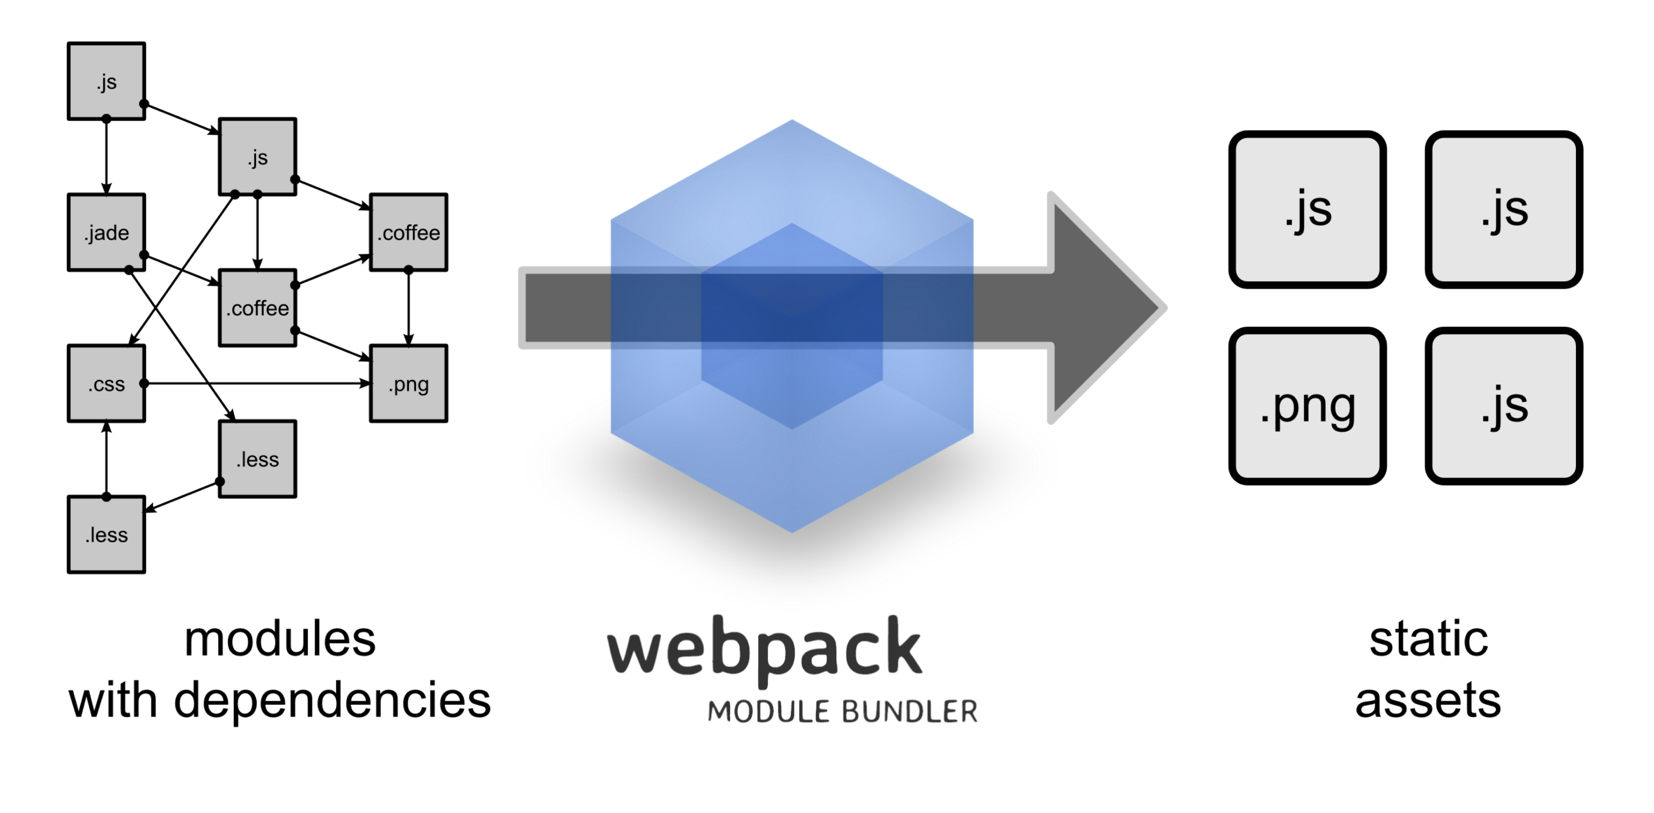 .js
.js
.jade
.coffee
.coffee
.css
.png
.less
.less
modules
with dependencies
webpack
MODULE BUNDLER
.js
.js
.png
.js
static
assets